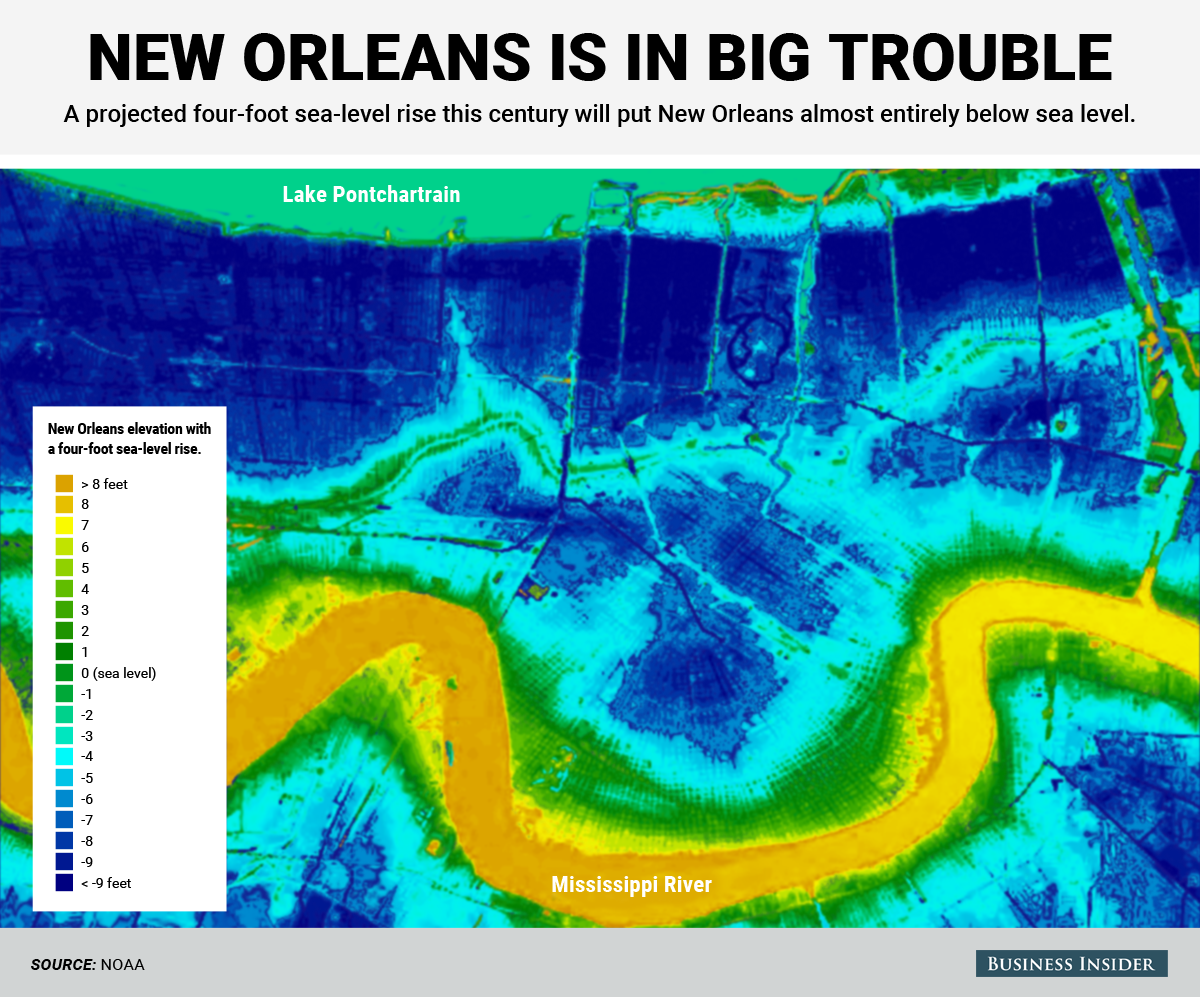 NEW ORLEANS IS IN BIG TROUBLE
A projected four-foot sea-level rise this century will put New Orleans almost entirely below sea level.
Lake Pontchartrain
New Orleans elevation with
a four-foot sea-level rise.
> 8 feet
8
7
6
5
4
3
2
1
0 (sea level)
-1
-2
-3
-4
-5
-6
-7
-8
-9
< -9 feet
Mississippi River
SOURCE: NOAA
BUSINESS INSIDER